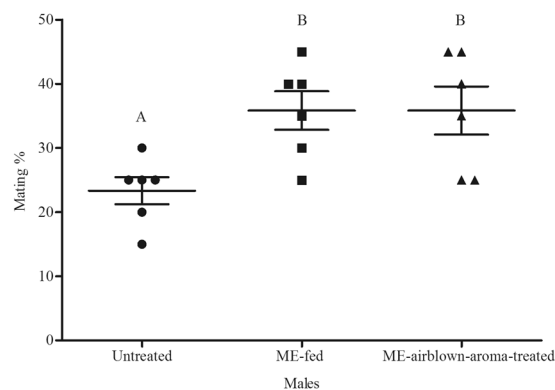 B B
50
40
A
30
Mating %
20
10
0
Untreated ME-fed ME-airblown-aroma-treated
Males